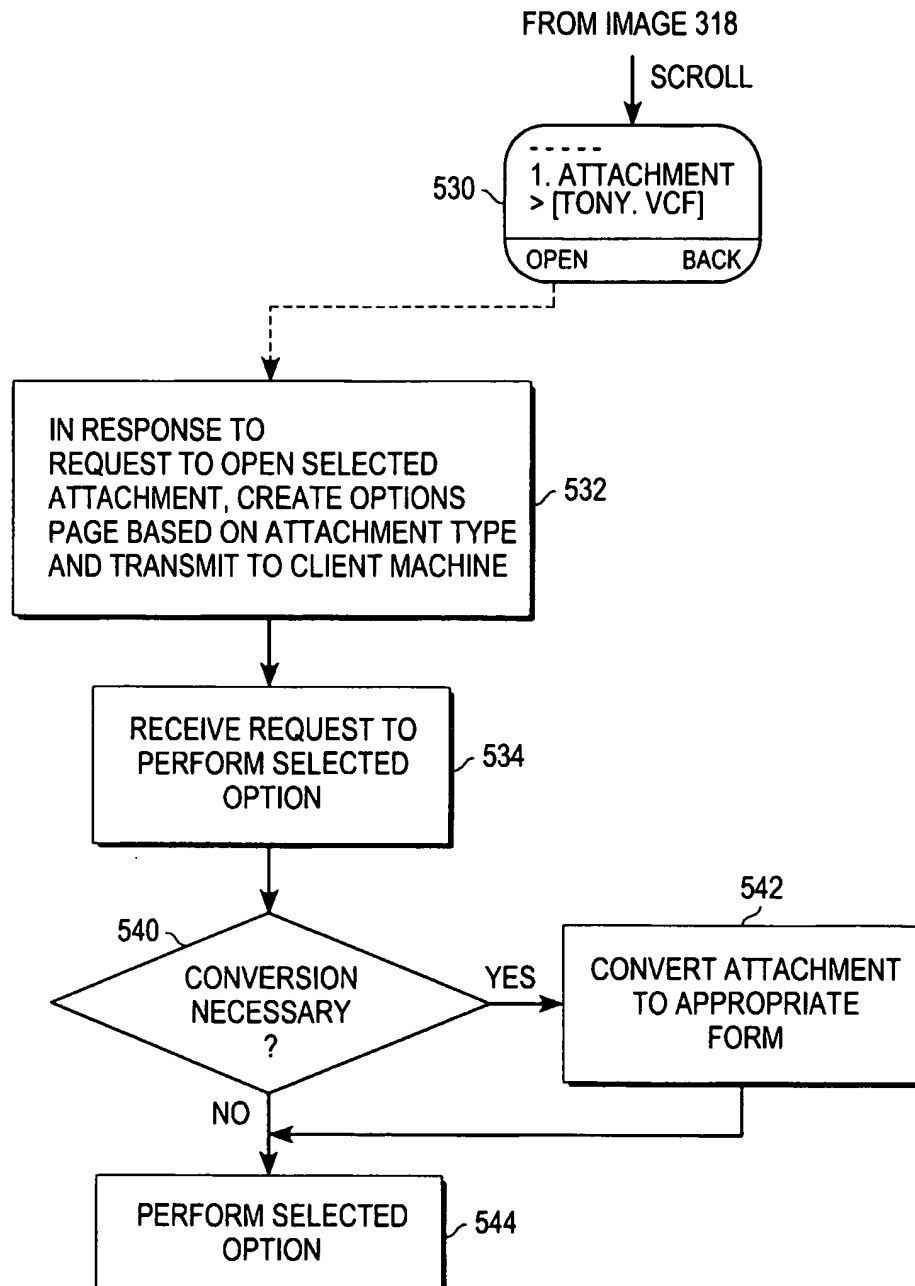 FROM IMAGE 318
SCROLL
530
- - - - -
1. ATTACHMENT
> [TONY. VCF]
OPEN BACK
IN RESPONSE TO
REQUEST TO OPEN SELECTED
ATTACHMENT, CREATE OPTIONS
PAGE BASED ON ATTACHMENT TYPE
AND TRANSMIT TO CLIENT MACHINE
532
RECEIVE REQUEST TO
PERFORM SELECTED
OPTION
534
540
CONVERSION
NECESSARY
?
YES
542
CONVERT ATTACHMENT
TO APPROPRIATE
FORM
NO
PERFORM SELECTED
OPTION
544